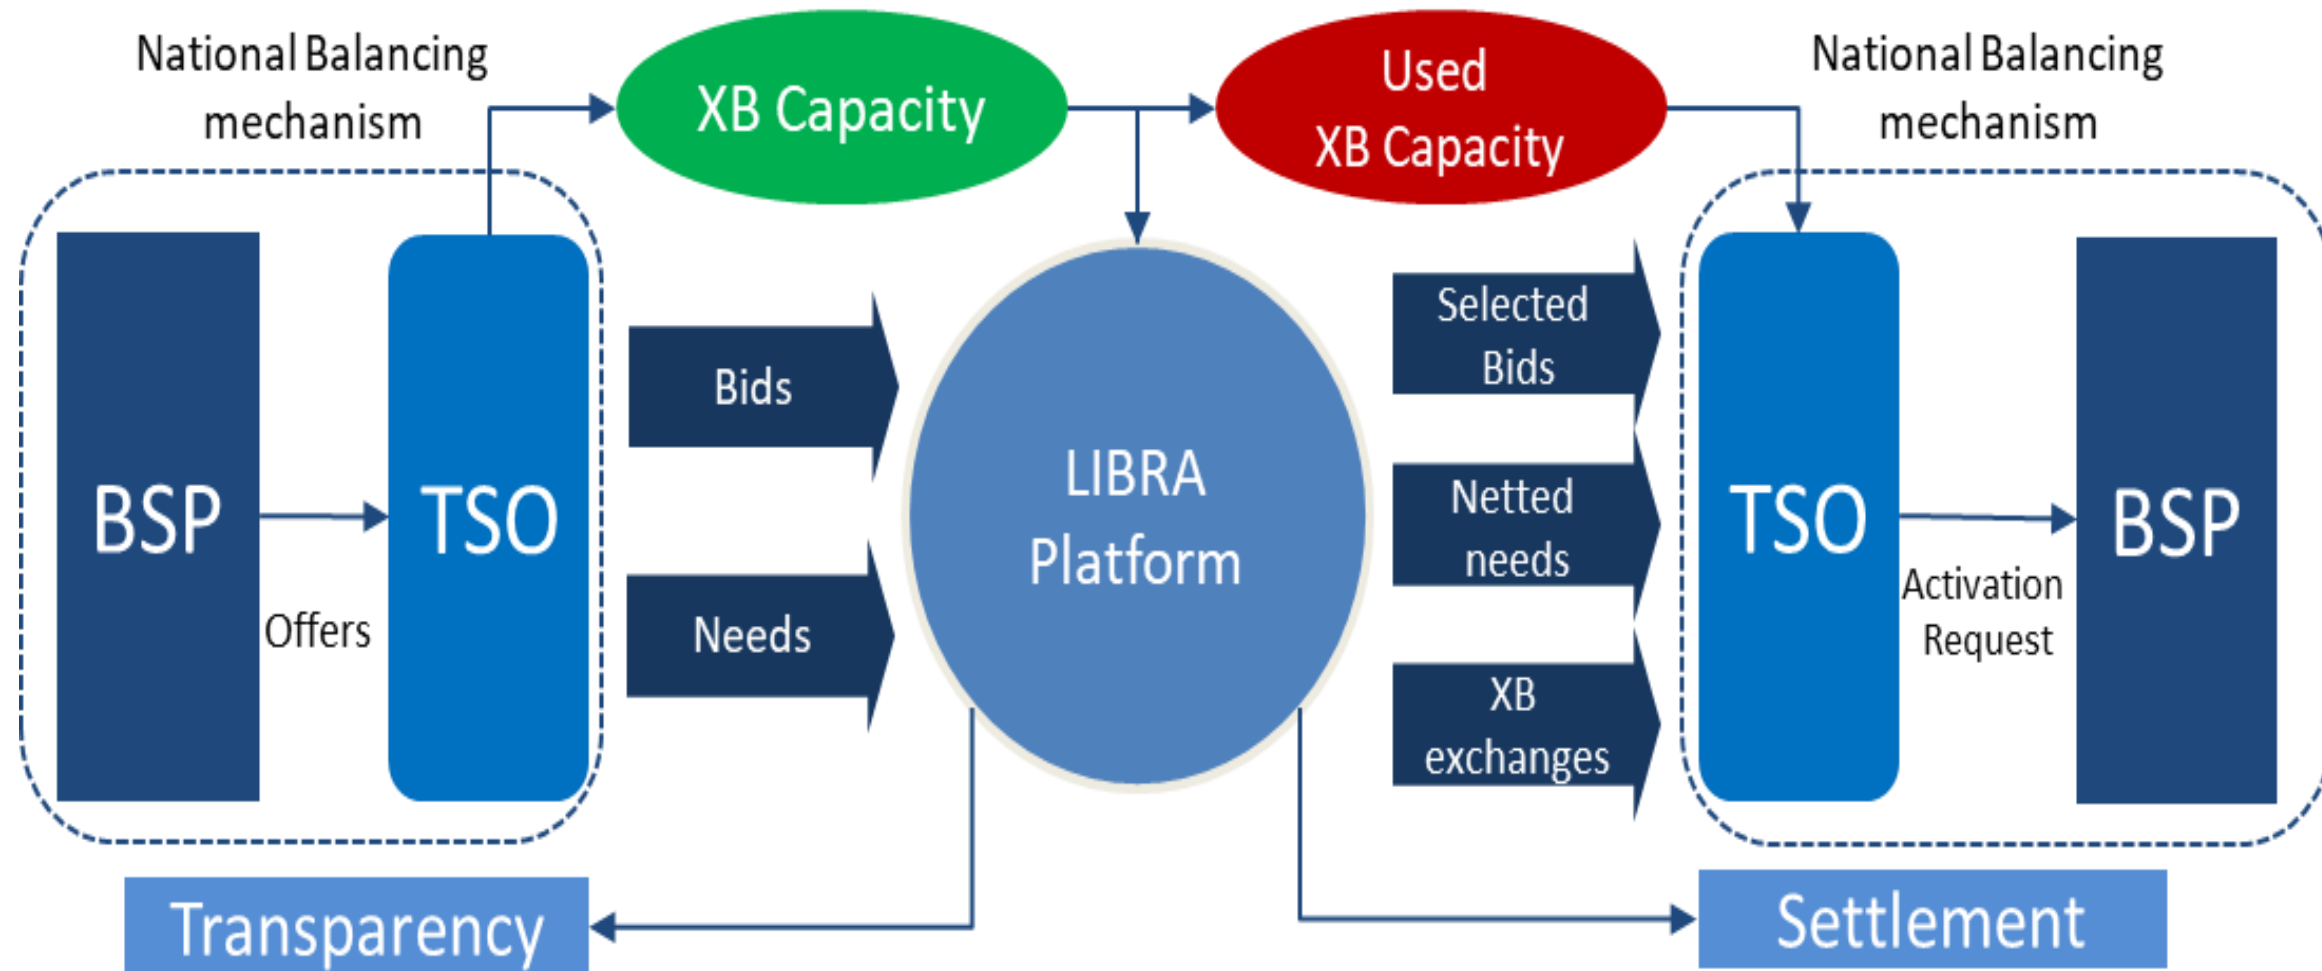 National Balancing
mechanism
XB Capacity
Used
XB Capacity
National Balancing
mechanism
BSP
Offers
TSO
Bids
Needs
LIBRA
Platform
Selected
Bids
Netted
needs
XB
exchanges
TSO
Activation
Request
BSP
Transparency
Settlement